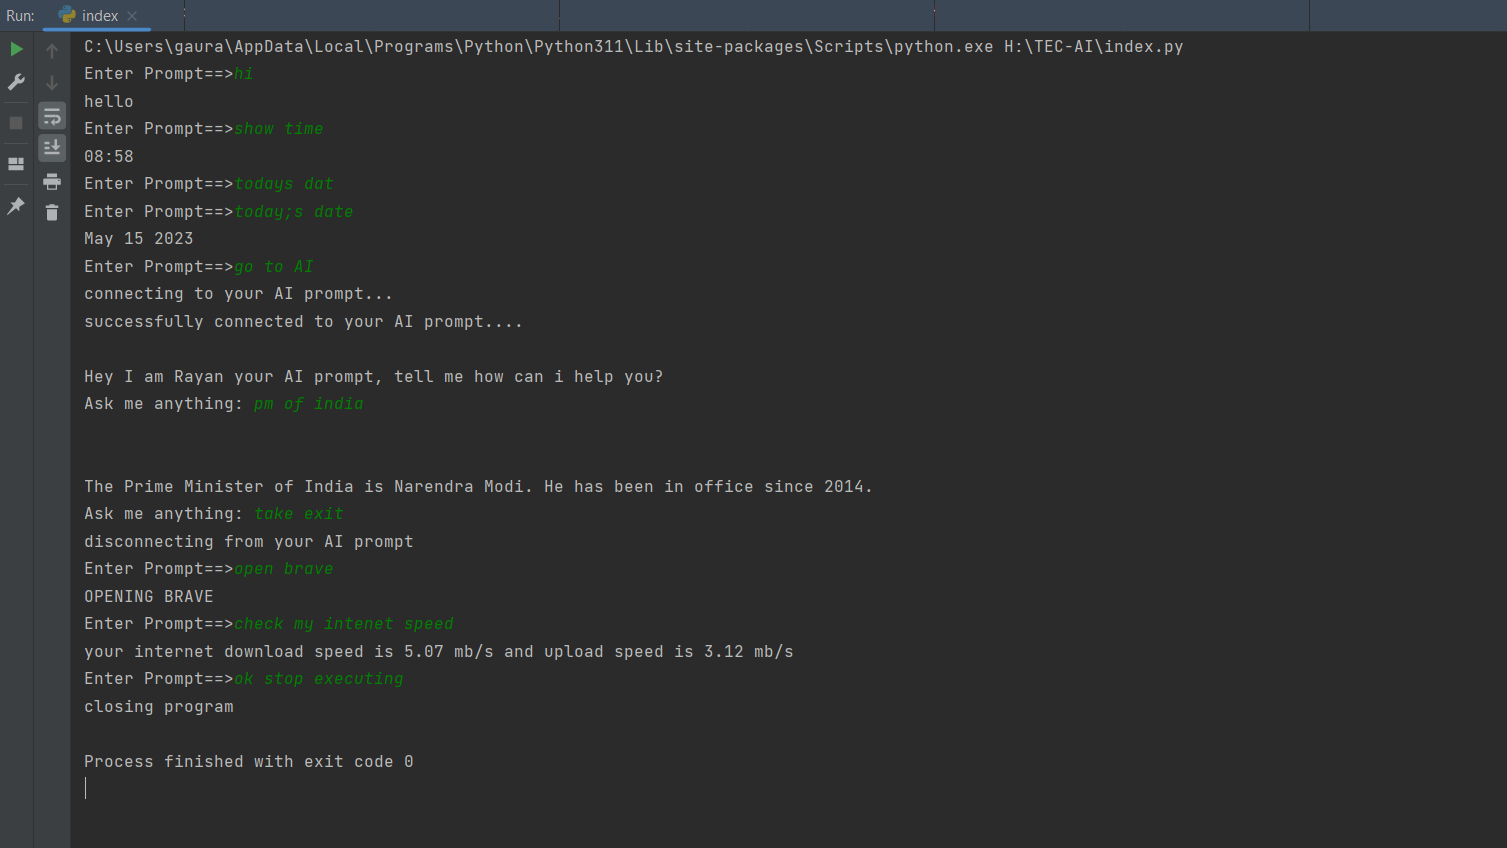 Run: index
C:\Users\gaura\AppData\Local\Programs\Python\Python311\Lib\site-packages\Scripts\python.exe H:\TEC-AI\index.py
Enter Prompt==>hi
hello
Enter Prompt==>show time
08:58
Enter Prompt==>todays dat
Enter Prompt==>today;s date
May 15 2023
Enter Prompt==>go to AI
connecting to your AI prompt...
successfully connected to your AI prompt....
Hey I am Rayan your AI prompt, tell me how can i help you?
Ask me anything: pm of india
The Prime Minister of India is Narendra Modi. He has been in office since 2014.
Ask me anything: take exit
disconnecting from your AI prompt
Enter Prompt==>open brave
OPENING BRAVE
Enter Prompt==>check my intenet speed
your internet download speed is 5.07 mb/s and upload speed is 3.12 mb/s
Enter Prompt==>ok stop executing
closing program
Process finished with exit code 0